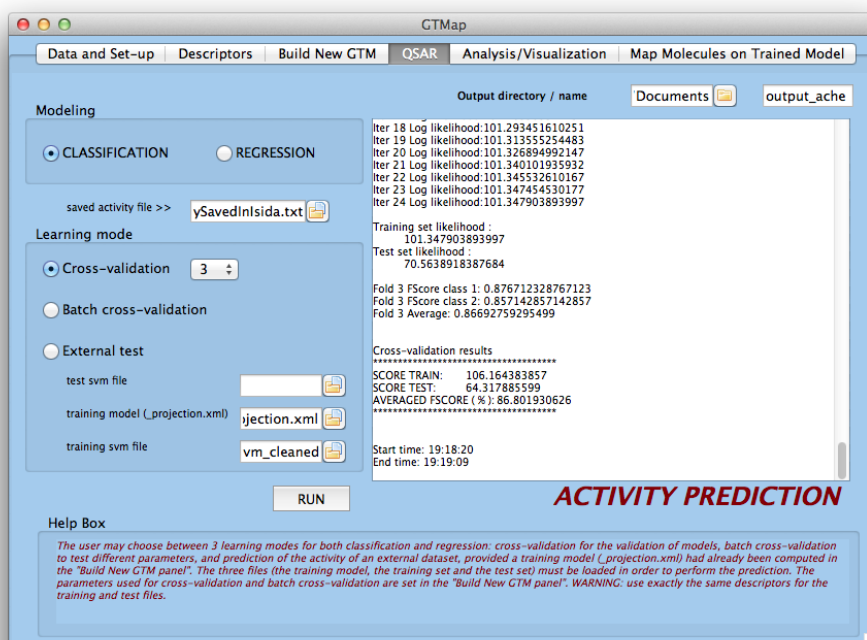 GTMap
Data and Set-up Descriptors Build New GTM QSAR Analysis/Visualization Map Molecules on Trained Model
Output directory / name 'Documents output_ache
Modeling
CLASSIFICATION REGRESSION
saved activity file >> ySavedInIsida.txt
Learning mode
Cross-validation 3
Batch cross-validation
External test
test svm file
training model (_projection.xml) ojection.xml
training svm file vm_cleaned
RUN
Iter 18 Log likelihood:101.293451610251
Iter 19 Log likelihood:101.313555254483
Iter 20 Log likelihood:101.326894992147
Iter 21 Log likelihood:101.340101935932
Iter 22 Log likelihood:101.345532610167
Iter 23 Log likelihood:101.347454530177
Iter 24 Log likelihood:101.347903893997
Training set likelihood :
101.347903893997
Test set likelihood :
70.5638918387684
Fold 3 FScore class 1: 0.876712328767123
Fold 3 FScore class 2: 0.857142857142857
Fold 3 Average: 0.86692759295499
Cross-validation results
*************************************
SCORE TRAIN: 106.164383857
SCORE TEST: 64.317885599
AVERAGED FSCORE ( %): 86.801930626
*************************************
Start time: 19:18:20
End time: 19:19:09
ACTIVITY PREDICTION
Help Box
The user may choose between 3 learning modes for both classification and regression: cross-validation for the validation of models, batch cross-validation
to test different parameters, and prediction of the activity of an external dataset, provided a training model (_projection.xml) had already been computed in
the "Build New GTM panel". The three files (the training model, the training set and the test set) must be loaded in order to perform the prediction. The
parameters used for cross-validation and batch cross-validation are set in the "Build New GTM panel". WARNING: use exactly the same descriptors for the
training and test files.